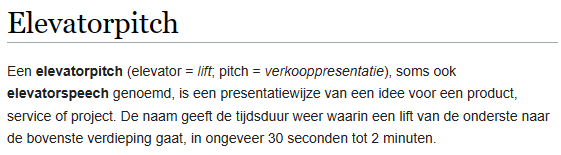 Elevatorpitch
Een elevatorpitch (elevator = lift; pitch = verkooppresentatie), soms ook
elevatorspeech genoemd, is een presentatiewijze van een idee voor een product,
service of project. De naam geeft de tijdsduur weer waarin een lift van de onderste naar
de bovenste verdieping gaat, in ongeveer 30 seconden tot 2 minuten.